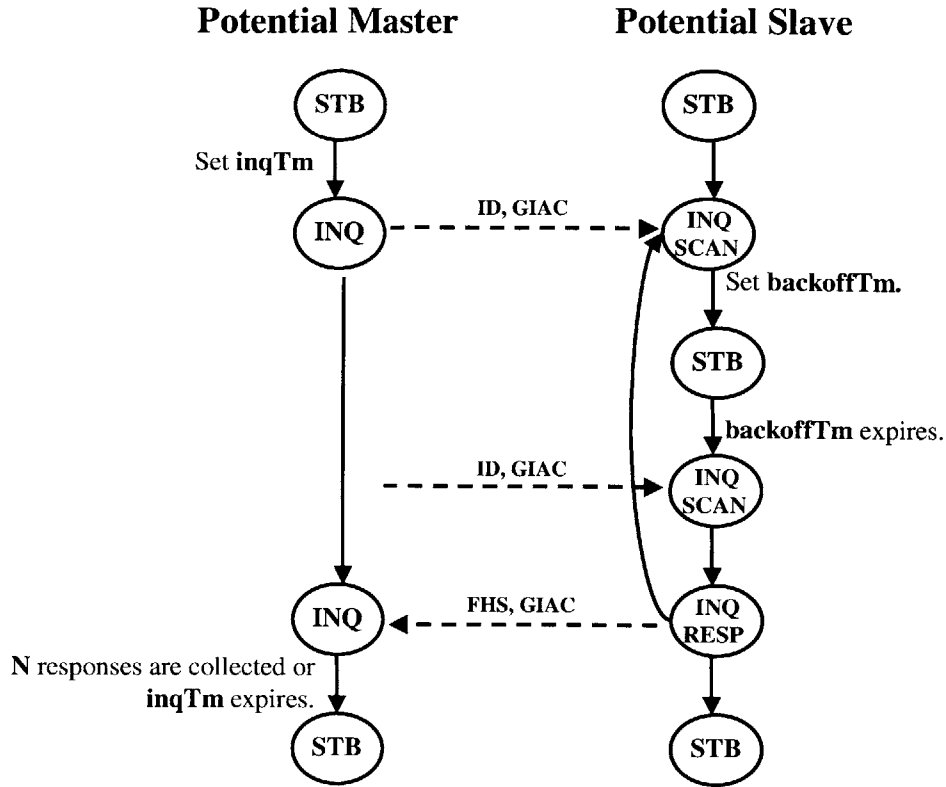 Potential Master
Potential Slave
STB
STB
Set inqTm
INQ
ID, GIAC
INQ
SCAN
Set backoffTm.
STB
backoffTm expires.
ID, GIAC
INQ
SCAN
INQ
FHS, GIAC
INQ
RESP
N responses are collected or
inqTm expires.
STB
STB